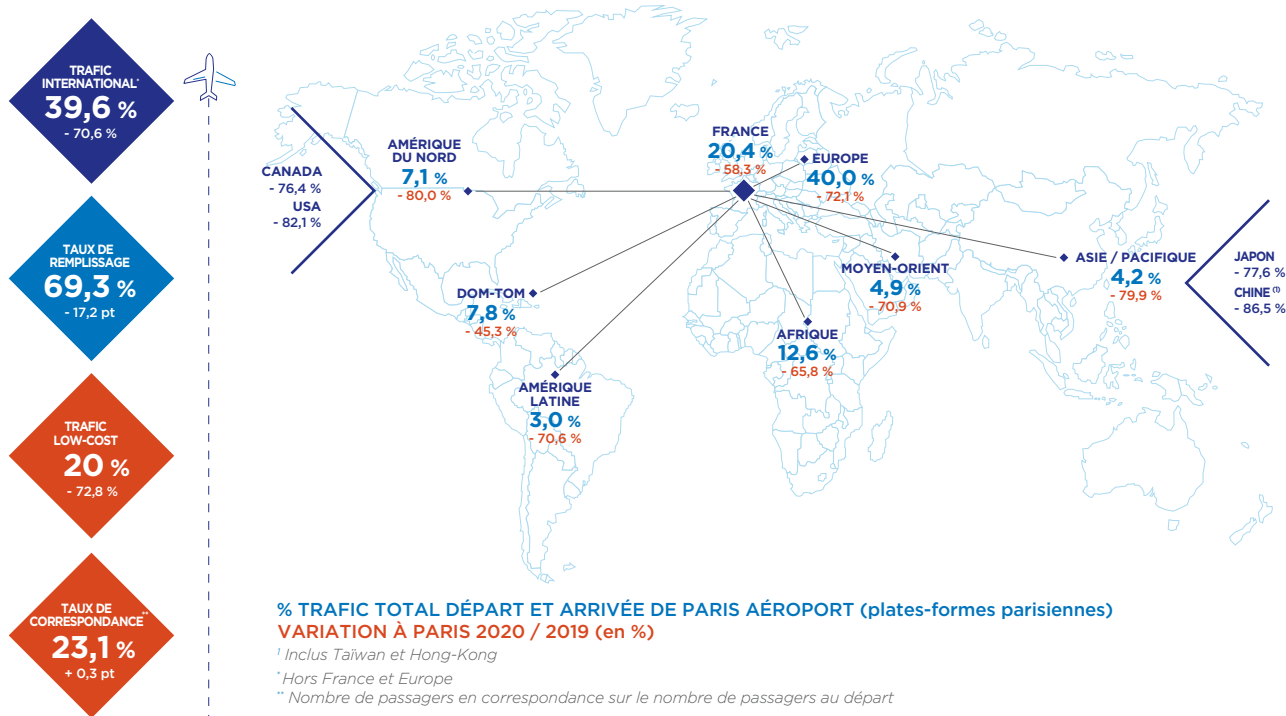 TRAFIC
INTERNATIONAL*
39,6 %
- 70,6 %
TAUX DE
REMPLISSAGE
69,3 %
- 17,2 pt
TRAFIC
LOW-COST
20 %
- 72,8 %
TAUX DE
CORRESPONDANCE**
23,1 %
+ 0,3 pt
CANADA
- 76,4 %
USA
- 82,1 %
AMÉRIQUE
DU NORD
7,1 %
- 80,0 %
FRANCE
20,4 %
- 58,3 %
EUROPE
40,0 %
- 72,1 %
DOM-TOM
7,8 %
- 45,3 %
AMÉRIQUE
LATINE
3,0 %
- 70,6 %
MOYEN-ORIENT
4,9 %
- 70,9 %
AFRIQUE
12,6 %
- 65,8 %
ASIE / PACIFIQUE
4,2 %
- 79,9 %
JAPON
- 77,6 %
CHINE (1)
- 86,5 %
% TRAFIC TOTAL DÉPART ET ARRIVÉE DE PARIS AÉROPORT (plates-formes parisiennes)
VARIATION À PARIS 2020 / 2019 (en %)
1 Inclus Taïwan et Hong-Kong
* Hors France et Europe
** Nombre de passagers en correspondance sur le nombre de passagers au départ